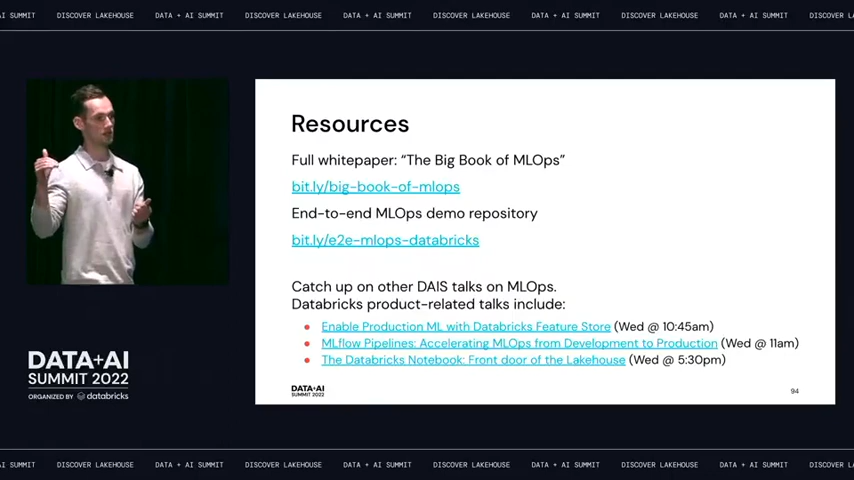 AI SUMMIT DISCOVER LAKEHOUSE DATA + AI SUMMIT DISCOVER LAKEHOUSE DATA + AI SUMMIT DISCOVER LAKEHOUSE DATA + AI SUMMIT DISCOVER LAKEHOUSE DATA + AI SUMMIT DISCOVER L
Resources
Full whitepaper: “The Big Book of MLOps”
bit.ly/big-book-of-mlops
End-to-end MLOps demo repository
bit.ly/e2e-mlops-databricks
Catch up on other DAIS talks on MLOps.
Databricks product-related talks include:
• Enable Production ML with Databricks Feature Store (Wed @ 10:45am)
• MLflow Pipelines: Accelerating MLOps from Development to Production (Wed @ 11am)
• The Databricks Notebook: Front door of the Lakehouse (Wed @ 5:30pm)
DATA+AI
SUMMIT 2022
94
DATA+AI
SUMMIT 2022
ORGANIZED BY databricks
AI SUMMIT DISCOVER LAKEHOUSE DATA + AI SUMMIT DISCOVER LAKEHOUSE DATA + AI SUMMIT DISCOVER LAKEHOUSE DATA + AI SUMMIT DISCOVER LAKEHOUSE DATA + AI SUMMIT DISCOVER L